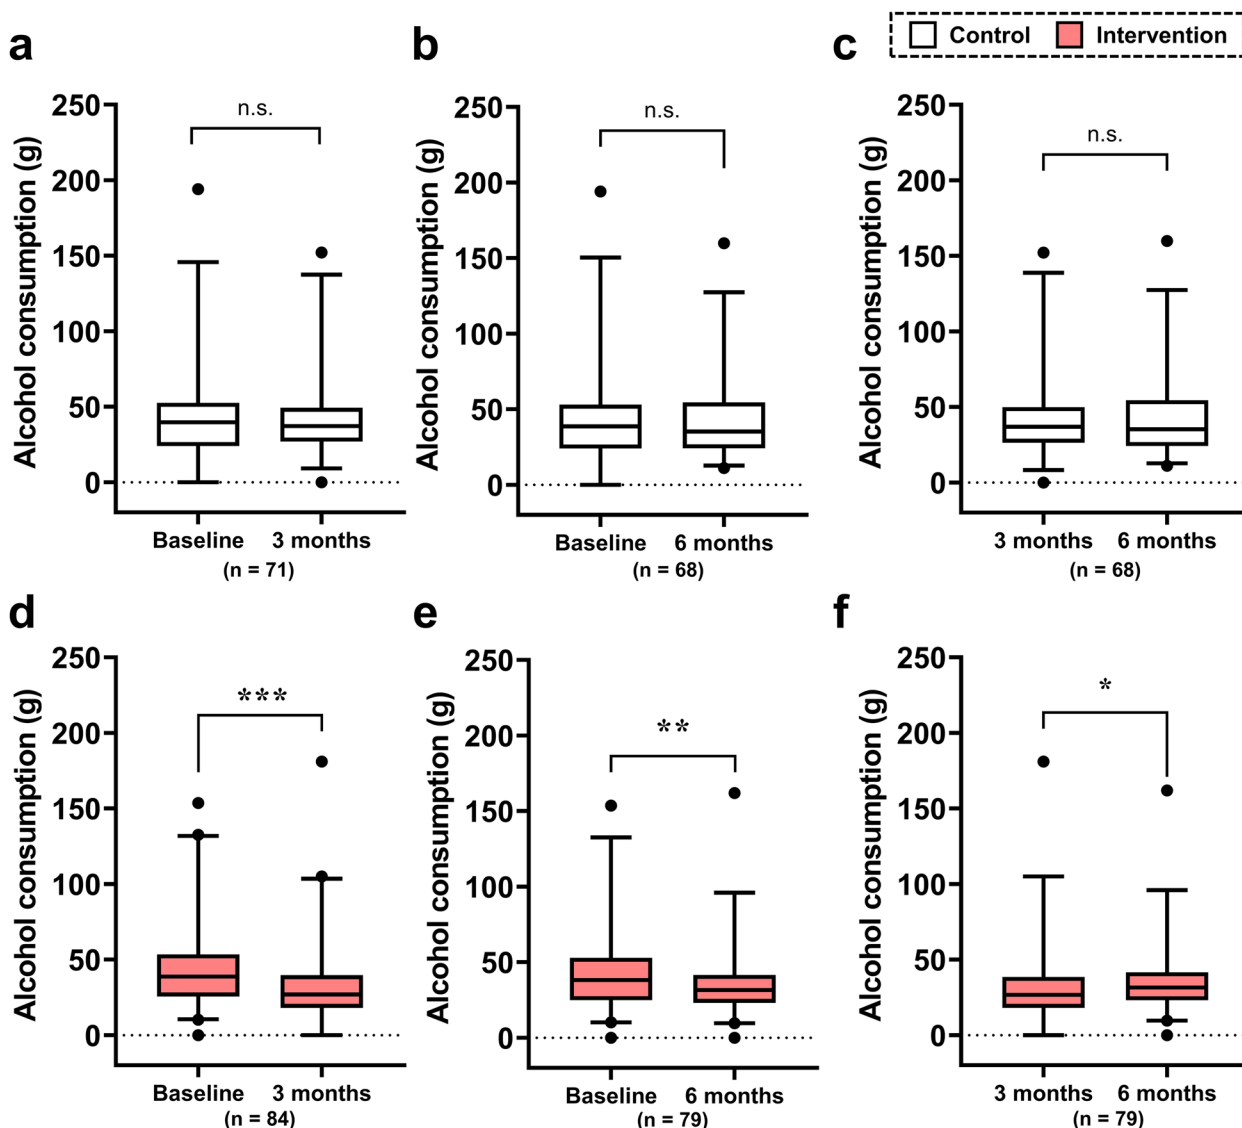 a
b
c
Control
Intervention
Alcohol consumption (g)
250
200
150
100
50
0
n.s.
Baseline
3 months
(n = 71)
Alcohol consumption (g)
250
200
150
100
50
0
n.s.
Baseline
6 months
(n = 68)
Alcohol consumption (g)
250
200
150
100
50
0
n.s.
3 months
6 months
(n = 68)
d
e
f
Alcohol consumption (g)
250
200
150
100
50
0
***
Baseline
3 months
(n = 84)
Alcohol consumption (g)
250
200
150
100
50
0
**
Baseline
6 months
(n = 79)
Alcohol consumption (g)
250
200
150
100
50
0
*
3 months
6 months
(n = 79)